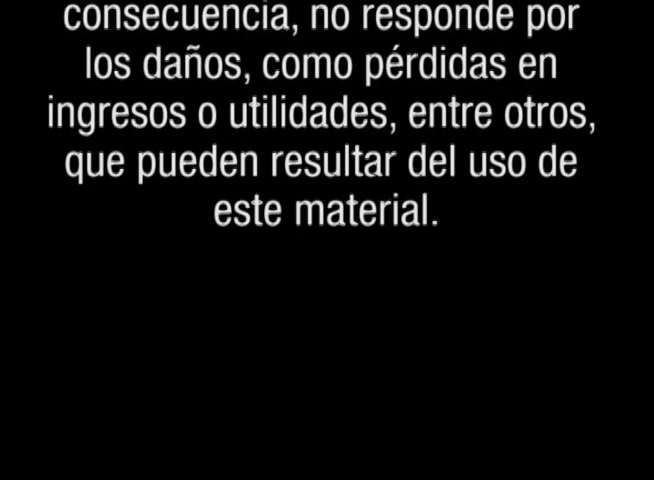 consecuencia, no responde por
los daños, como pérdidas en
ingresos o utilidades, entre otros,
que pueden resultar del uso de
este material.